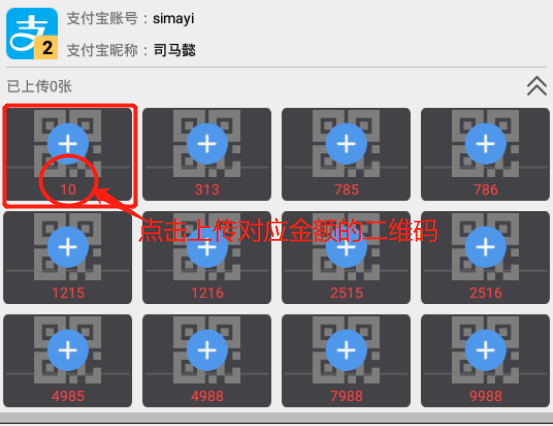 支付宝账号：simayi
支 2
支付宝昵称：司马懿
已上传0张
10 313 785 786
点击上传对应金额的二维码
1215 1216 2515 2516
4985 4988 7988 9988